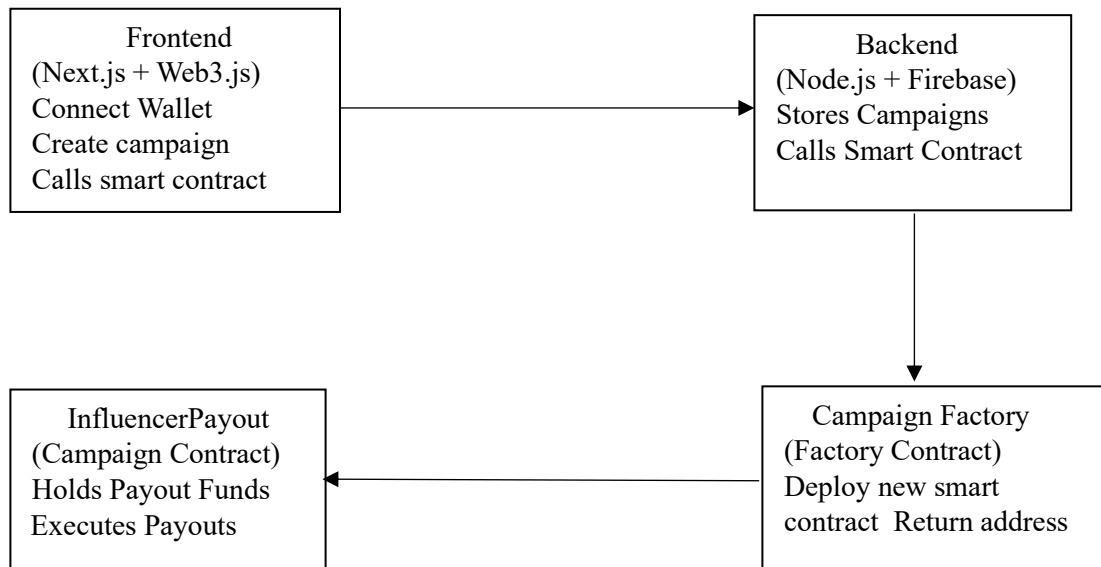 Frontend
(Next.js + Web3.js)
Connect Wallet
Create campaign
Calls smart contract
Backend
(Node.js + Firebase)
Stores Campaigns
Calls Smart Contract
InfluencerPayout
(Campaign Contract)
Holds Payout Funds
Executes Payouts
Campaign Factory
(Factory Contract)
Deploy new smart
contract  Return address